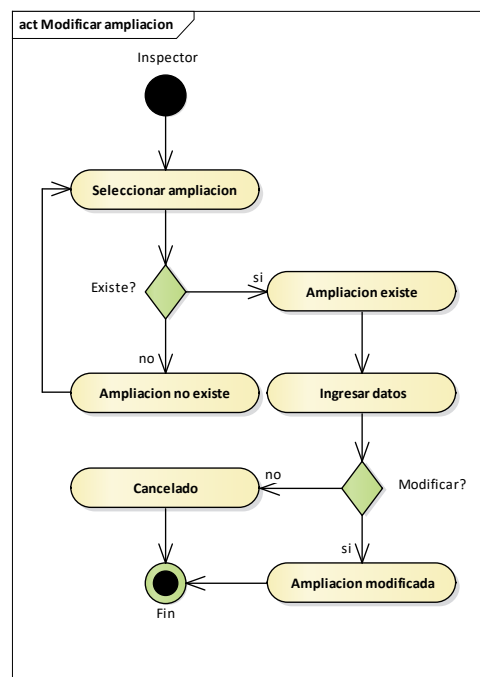 act Modificar ampliacion
Inspector
Seleccionar ampliacion
Existe?
si
Ampliacion existe
no
Ampliacion no existe
Ingresar datos
Cancelado
no
Modificar?
si
Ampliacion modificada
Fin